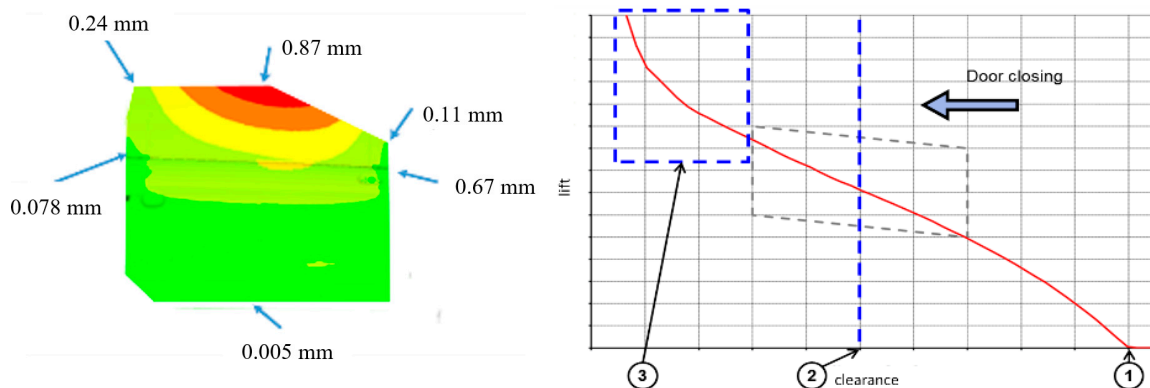 0.24 mm
0.87 mm
0.11 mm
0.67 mm
0.078 mm
0.005 mm
Door closing
lift
3
2
clearance
1